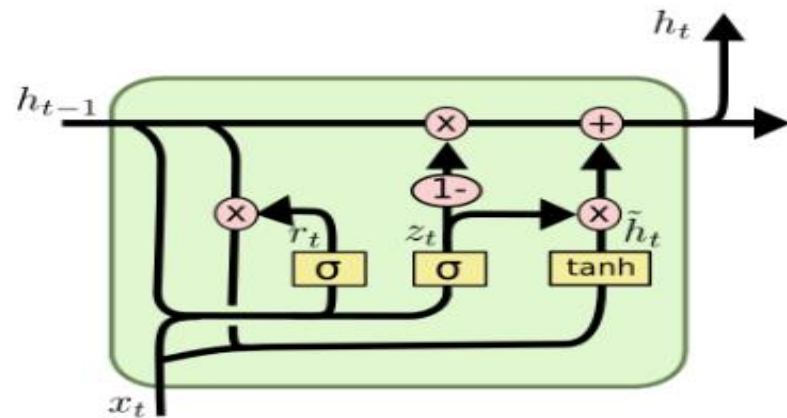 h_t
h_{t-1}
×
+
1-
×
r_t
z_t
×
h̃_t
σ
σ
tanh
x_t